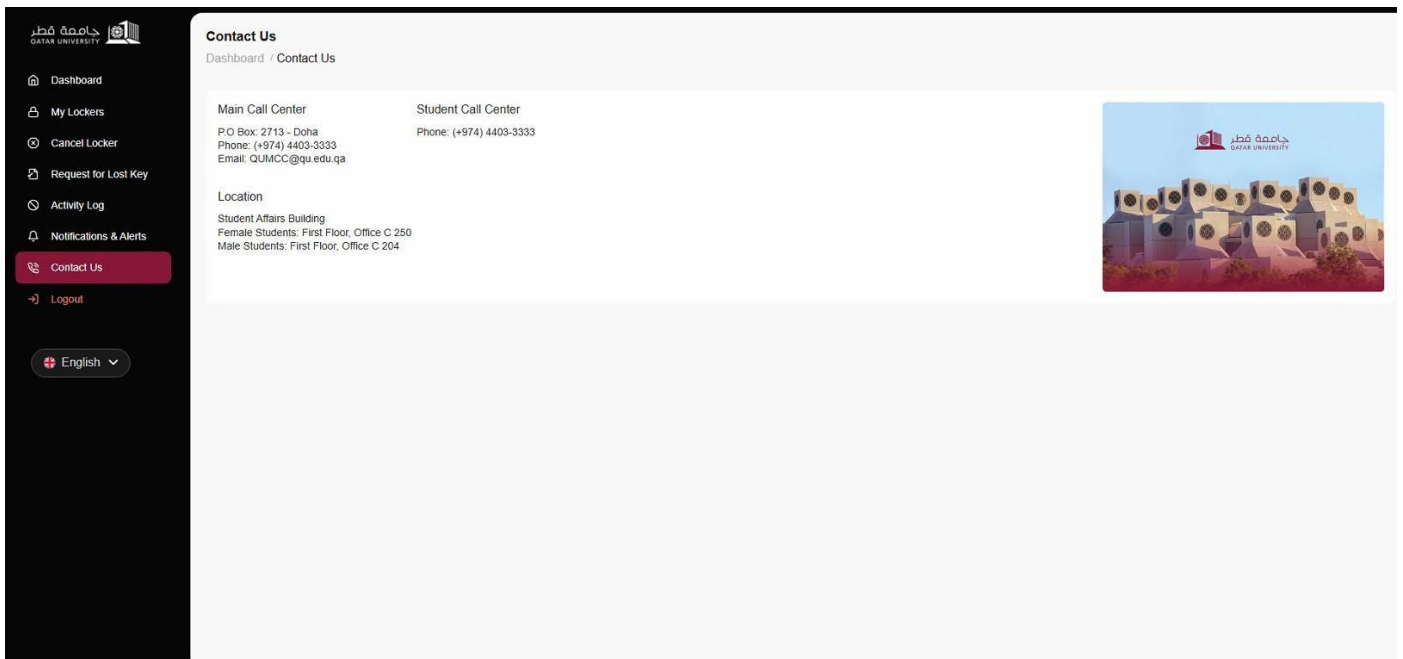 جامعة قطر
QATAR UNIVERSITY
Dashboard
My Lockers
Cancel Locker
Request for Lost Key
Activity Log
Notifications & Alerts
Contact Us
Logout
English
Contact Us
Dashboard / Contact Us
Main Call Center
P.O Box: 2713 - Doha
Phone: (+974) 4403-3333
Email: QUMCC@qu.edu.qa
Student Call Center
Phone: (+974) 4403-3333
Location
Student Affairs Building
Female Students: First Floor, Office C 250
Male Students: First Floor, Office C 204
جامعة قطر
QATAR UNIVERSITY